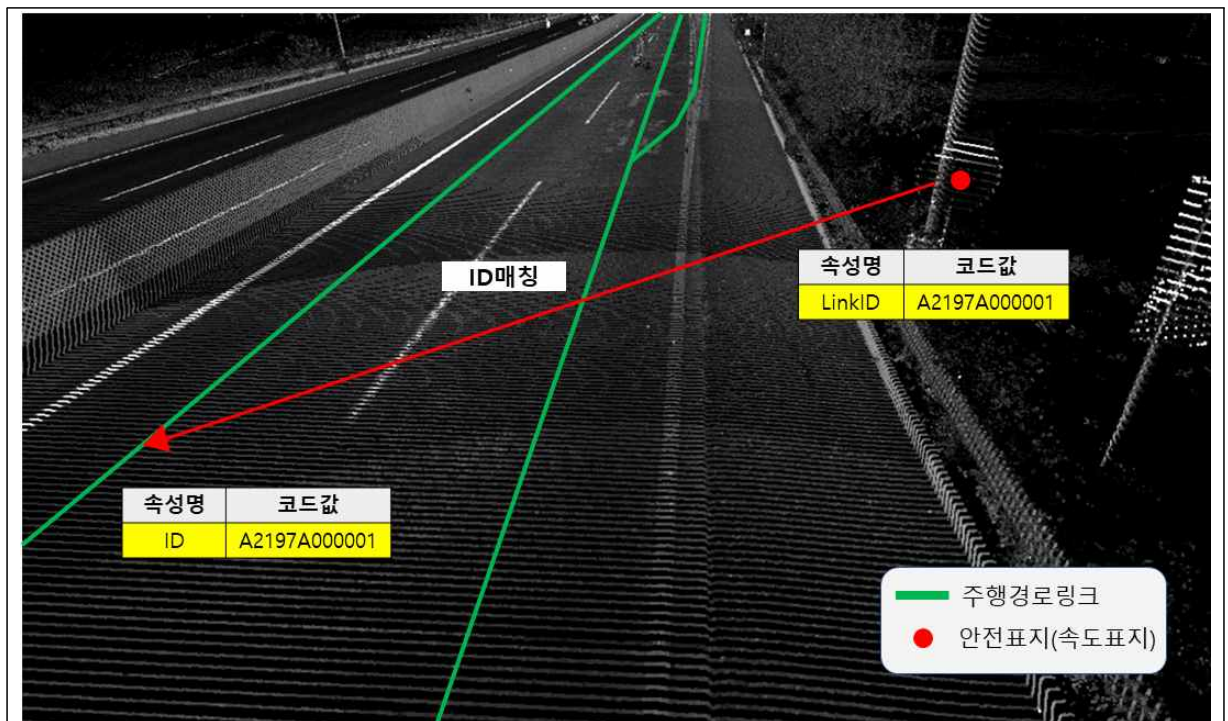 ID매칭
속성명 코드값
LinkID A2197A000001
속성명 코드값
ID A2197A000001
주행경로링크
안전표지(속도표지)